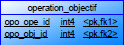 operation_objectif
opo_ope_id int4 <pk,fk1>
opo_obj_id int4 <pk,fk2>